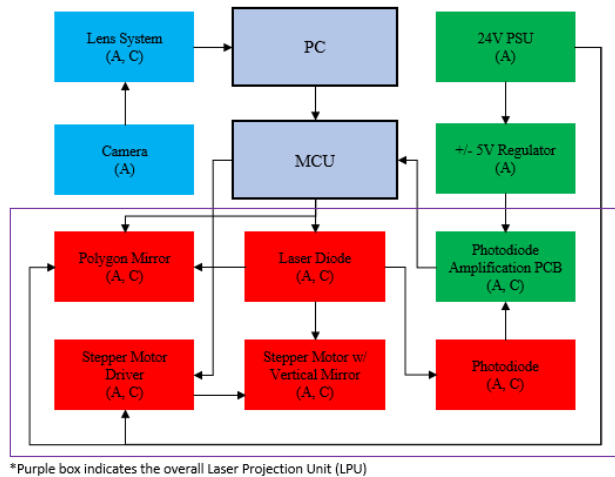 Lens System
(A, C)
PC
24V PSU
(A)
Camera
(A)
MCU
+/- 5V Regulator
(A)
Polygon Mirror
(A, C)
Laser Diode
(A, C)
Photodiode
Amplification PCB
(A, C)
Stepper Motor
Driver
(A, C)
Stepper Motor w/
Vertical Mirror
(A, C)
Photodiode
(A, C)
*Purple box indicates the overall Laser Projection Unit (LPU)